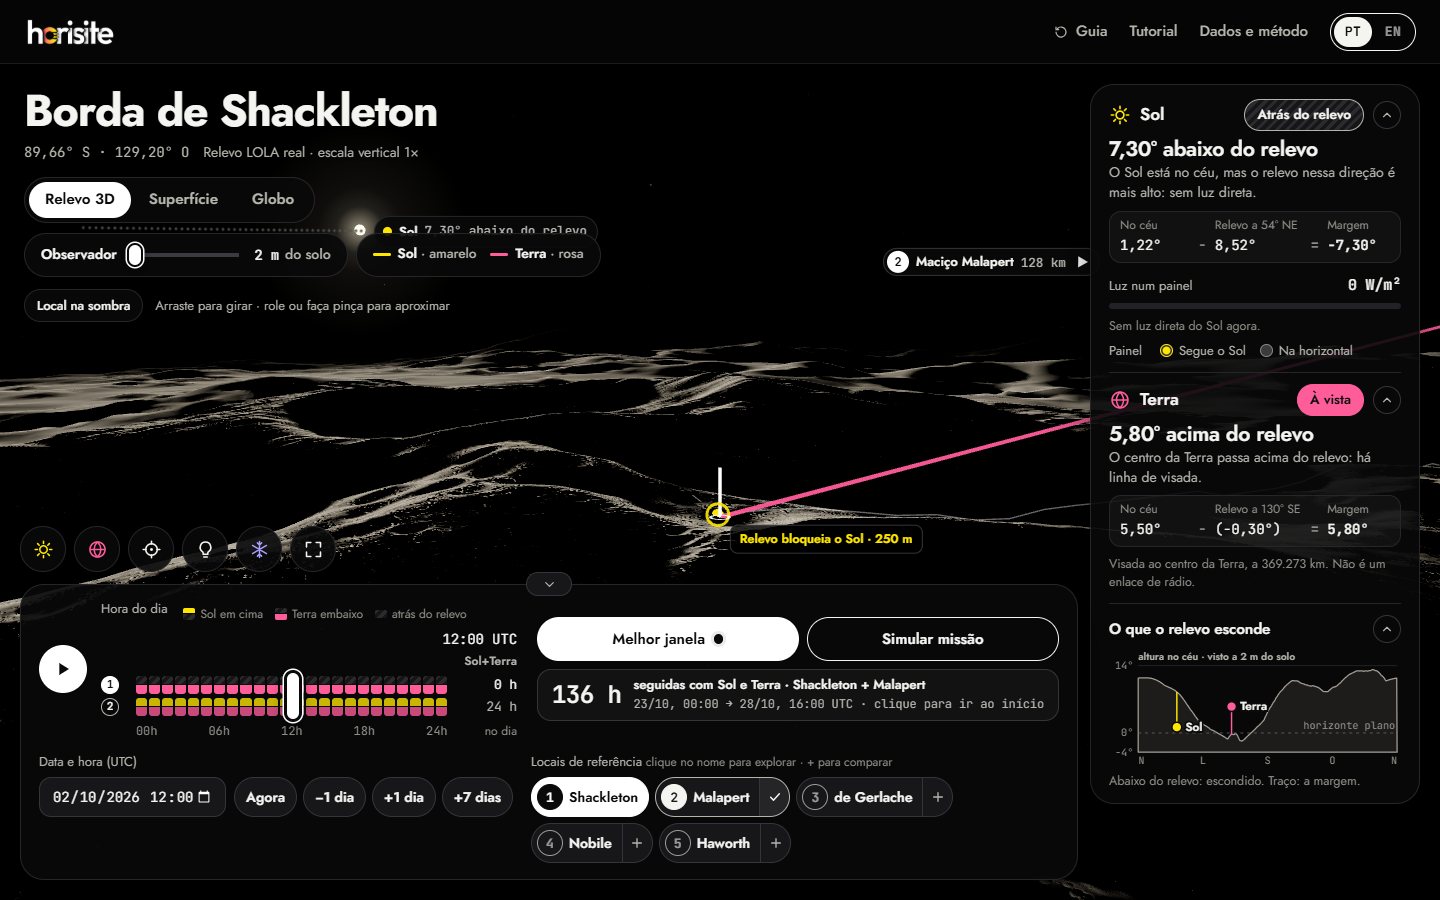 horisite
Guia
Tutorial
Dados e método
PT
EN
Borda de Shackleton
89,66° S · 129,20° O Relevo LOLA real · escala vertical 1×
Relevo 3D
Superfície
Globo
Sol 7,30° abaixo do relevo
Observador
2 m do solo
Sol · amarelo
Terra · rosa
2 Maciço Malapert 128 km
Local na sombra
Arraste para girar · role ou faça pinça para aproximar
Relevo bloqueia o Sol · 250 m
Sol
Atrás do relevo
7,30° abaixo do relevo
O Sol está no céu, mas o relevo nessa direção é
mais alto: sem luz direta.
No céu
Relevo a 54° NE
Margem
1,22° - 8,52° = -7,30°
Luz num painel
0 W/m²
Sem luz direta do Sol agora.
Painel
Segue o Sol
Na horizontal
Terra
À vista
5,80° acima do relevo
O centro da Terra passa acima do relevo: há
linha de visada.
No céu
Relevo a 130° SE
Margem
5,50° - (-0,30°) = 5,80°
Visada ao centro da Terra, a 369.273 km. Não é um
enlace de rádio.
O que o relevo esconde
altura no céu · visto a 2 m do solo
14°
Terra
Sol
horizonte plano
0°
-4°
N L S O N
Abaixo do relevo: escondido. Traço: a margem.
Hora do dia
Sol em cima
Terra embaixo
atrás do relevo
12:00 UTC
Sol+Terra
1
0 h
2
24 h
00h 06h 12h 18h 24h
no dia
Melhor janela
Simular missão
136 h
seguidas com Sol e Terra · Shackleton + Malapert
23/10, 00:00 → 28/10, 16:00 UTC · clique para ir ao início
Data e hora (UTC)
02/10/2026 12:00
Agora
−1 dia
+1 dia
+7 dias
Locais de referência clique no nome para explorar · + para comparar
1 Shackleton
2 Malapert
3 de Gerlache +
4 Nobile +
5 Haworth +